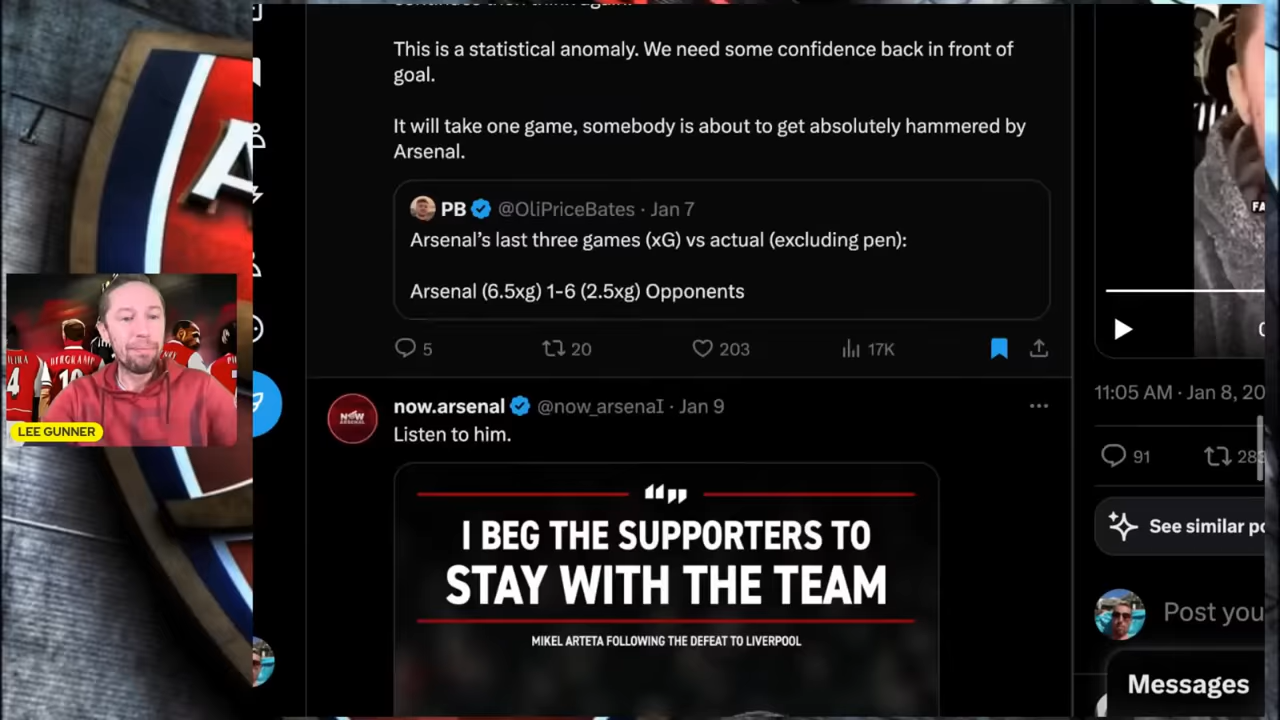 This is a statistical anomaly. We need some confidence back in front of
goal.
It will take one game, somebody is about to get absolutely hammered by
Arsenal.
PB @OliPriceBates · Jan 7
Arsenal's last three games (xG) vs actual (excluding pen):
Arsenal (6.5xg) 1-6 (2.5xg) Opponents
5 20 203 17K
now.arsenal @now_arsenaI · Jan 9
Listen to him.
I BEG THE SUPPORTERS TO
STAY WITH THE TEAM
MIKEL ARTETA FOLLOWING THE DEFEAT TO LIVERPOOL
11:05 AM · Jan 8, 20
91 28
See similar po
Post you
Messages
4
BERGKAMP
10
LEE GUNNER